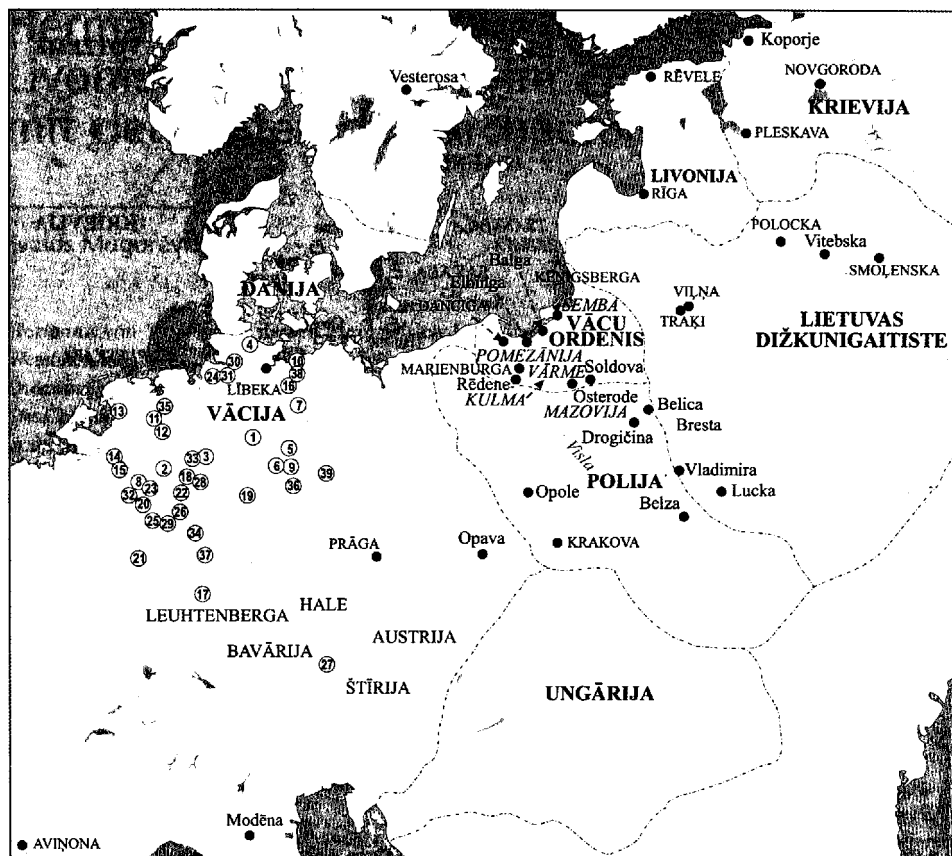 Koporje
Vesterosa
RĒVELE
NOVGORODA
KRIEVIJA
PLESKAVA
LIVONIJA
RĪGA
POLOCKA
Vitebska
SMOĻENSKA
Balga
Elbinga
KĒNIGSBERGA
DANCIGA
DĀNIJA
SEMBA
VIĻŅA
TRAĶI
VĀCU
ORDENIS
LIETUVAS
DIŽKUNIGAITISTE
POMEZĀNIJA
MARIENBURGA
VĀRME
Soldova
Rēdene
KULMA
Osterode
MAZOVIJA
Belica
Bresta
Drogičina
LĪBEKA
VĀCIJA
4
30
10
24
31
38
16
7
13
35
11
12
1
5
14
15
2
33
3
6
9
39
8
23
18
28
36
32
22
19
20
26
25
29
34
21
37
17
27
Visla
POLIJA
Vladimira
Lucka
Opole
Belza
PRĀGA
Opava
KRAKOVA
LEUHTENBERGA
HALE
BAVĀRIJA
AUSTRIJA
ŠTĪRIJA
UNGĀRIJA
Modēna
AVIŅONA